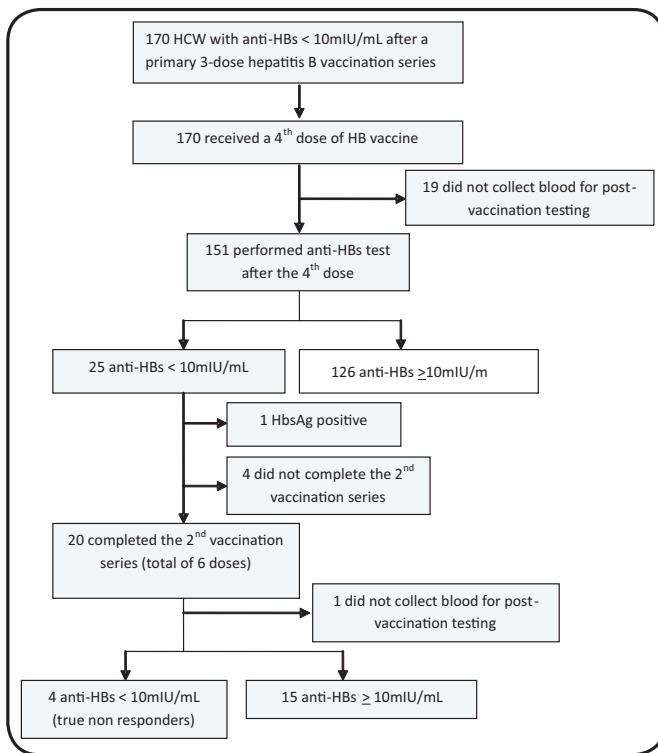 170 HCW with anti-HBs < 10mIU/mL after a
primary 3-dose hepatitis B vaccination series
170 received a 4th dose of HB vaccine
19 did not collect blood for post-
vaccination testing
151 performed anti-HBs test
after the 4th dose
25 anti-HBs < 10mIU/mL
126 anti-HBs ≥10mIU/m
1 HbsAg positive
4 did not complete the 2nd
vaccination series
20 completed the 2nd vaccination
series (total of 6 doses)
1 did not collect blood for post-
vaccination testing
4 anti-HBs < 10mIU/mL
(true non responders)
15 anti-HBs ≥ 10mIU/mL